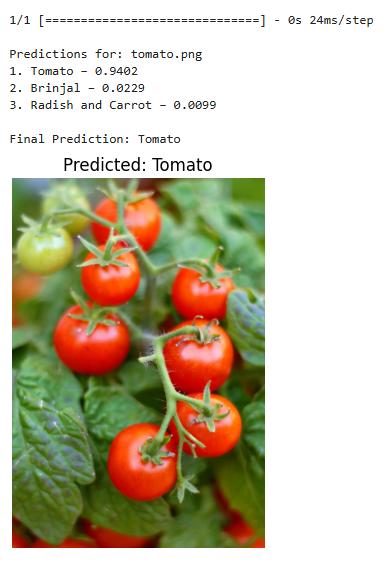 1/1 [==============================] - 0s 24ms/step
Predictions for: tomato.png
1. Tomato – 0.9402
2. Brinjal – 0.0229
3. Radish and Carrot – 0.0099
Final Prediction: Tomato
Predicted: Tomato